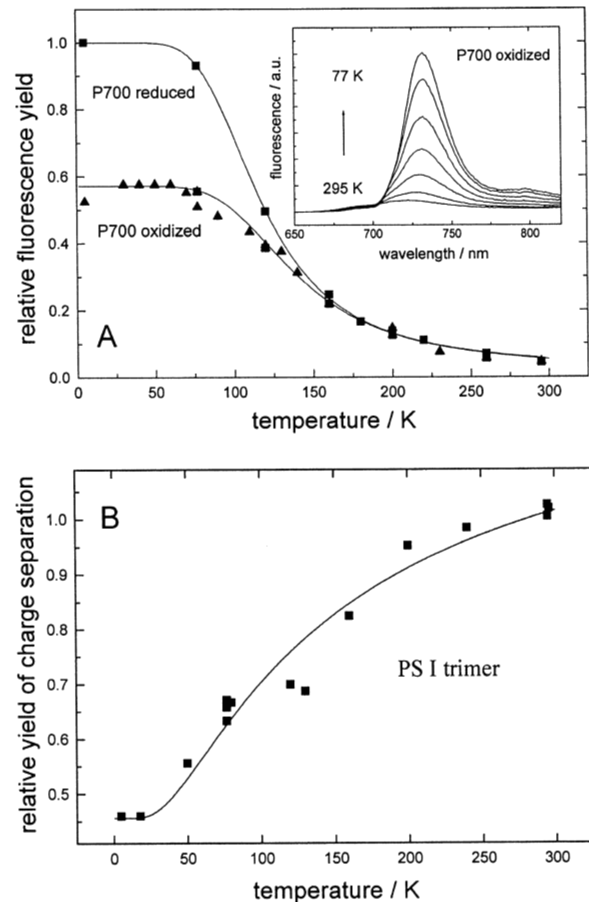 relative fluorescence yield
1.0
0.8
0.6
0.4
0.2
0.0
P700 reduced
P700 oxidized
A
0
50
100
150
200
250
300
temperature / K
fluorescence / a.u.
P700 oxidized
77 K
295 K
650
700
750
800
wavelength / nm
relative yield of charge separation
B
1.0
0.9
0.8
0.7
0.6
0.5
PS I trimer
0
50
100
150
200
250
300
temperature / K